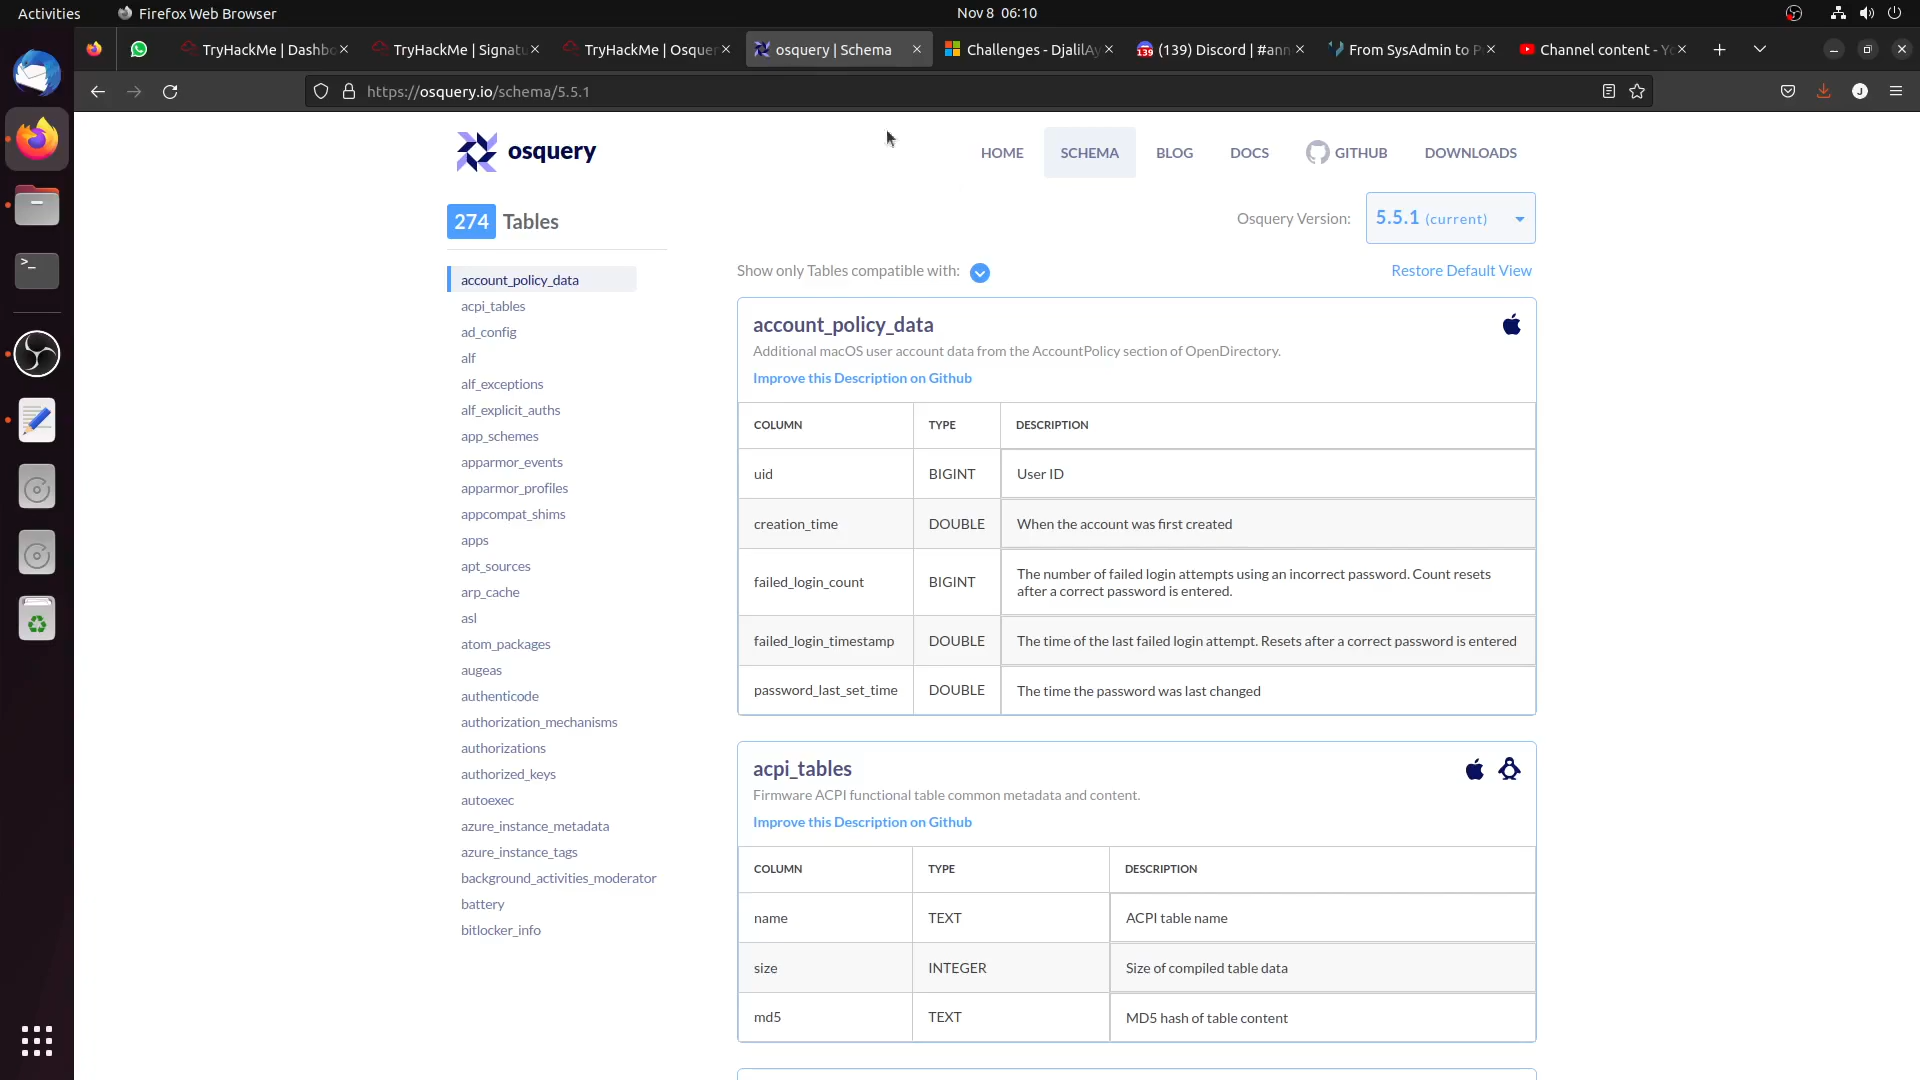 Activities
Firefox Web Browser
Nov 8 06:10
TryHackMe | Dashbo
TryHackMe | Signatu
TryHackMe | Osquer
osquery | Schema
Challenges - DjalilAy
139
(139) Discord | #ann
From SysAdmin to P
Channel content - Yo
https://osquery.io/schema/5.5.1
J
osquery
HOME
SCHEMA
BLOG
DOCS
GITHUB
DOWNLOADS
274 Tables
Osquery Version:
5.5.1 (current)
Show only Tables compatible with:
Restore Default View
account_policy_data
acpi_tables
ad_config
alf
alf_exceptions
alf_explicit_auths
app_schemes
apparmor_events
apparmor_profiles
appcompat_shims
apps
apt_sources
arp_cache
asl
atom_packages
augeas
authenticode
authorization_mechanisms
authorizations
authorized_keys
autoexec
azure_instance_metadata
azure_instance_tags
background_activities_moderator
battery
bitlocker_info
account_policy_data
Additional macOS user account data from the AccountPolicy section of OpenDirectory.
Improve this Description on Github
COLUMN TYPE DESCRIPTION
uid BIGINT User ID
creation_time DOUBLE When the account was first created
failed_login_count BIGINT The number of failed login attempts using an incorrect password. Count resets
after a correct password is entered.
failed_login_timestamp DOUBLE The time of the last failed login attempt. Resets after a correct password is entered
password_last_set_time DOUBLE The time the password was last changed
acpi_tables
Firmware ACPI functional table common metadata and content.
Improve this Description on Github
COLUMN TYPE DESCRIPTION
name TEXT ACPI table name
size INTEGER Size of compiled table data
md5 TEXT MD5 hash of table content